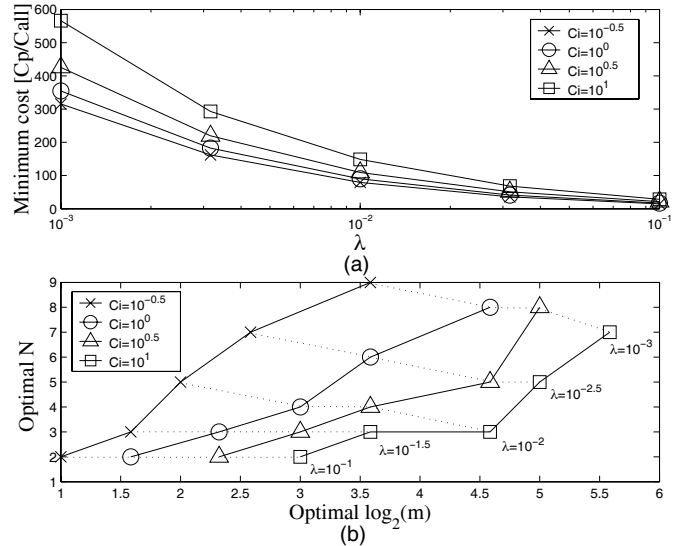 600
500
400
300
200
100
0
Minimum cost [Cp/Call]
Ci=10^-0.5
Ci=10^0
Ci=10^0.5
Ci=10^1
10^-3
10^-2
10^-1
λ
(a)
9
8
7
6
5
4
3
2
1
Optimal N
Ci=10^-0.5
Ci=10^0
Ci=10^0.5
Ci=10^1
λ=10^-3
λ=10^-2.5
λ=10^-2
λ=10^-1.5
λ=10^-1
1
1.5
2
2.5
3
3.5
4
4.5
5
5.5
6
Optimal log_2(m)
(b)